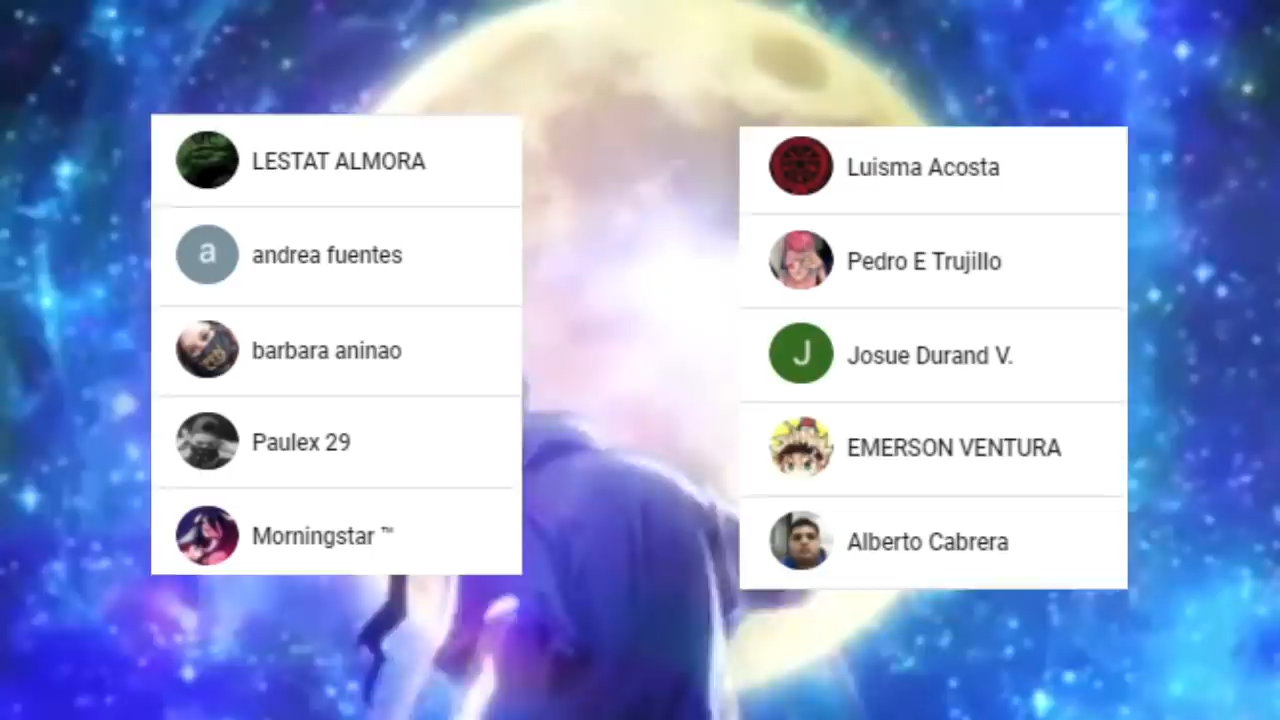 LESTAT ALMORA
a
andrea fuentes
barbara aninao
Paulex 29
Morningstar ™
Luisma Acosta
Pedro E Trujillo
J
Josue Durand V.
EMERSON VENTURA
Alberto Cabrera